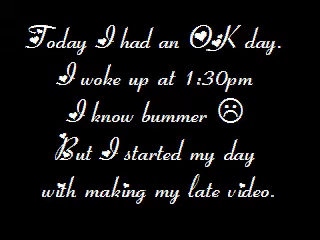 Today I had an OK day.
I woke up at 1:30pm
I know bummer ☹
But I started my day
with making my late video.